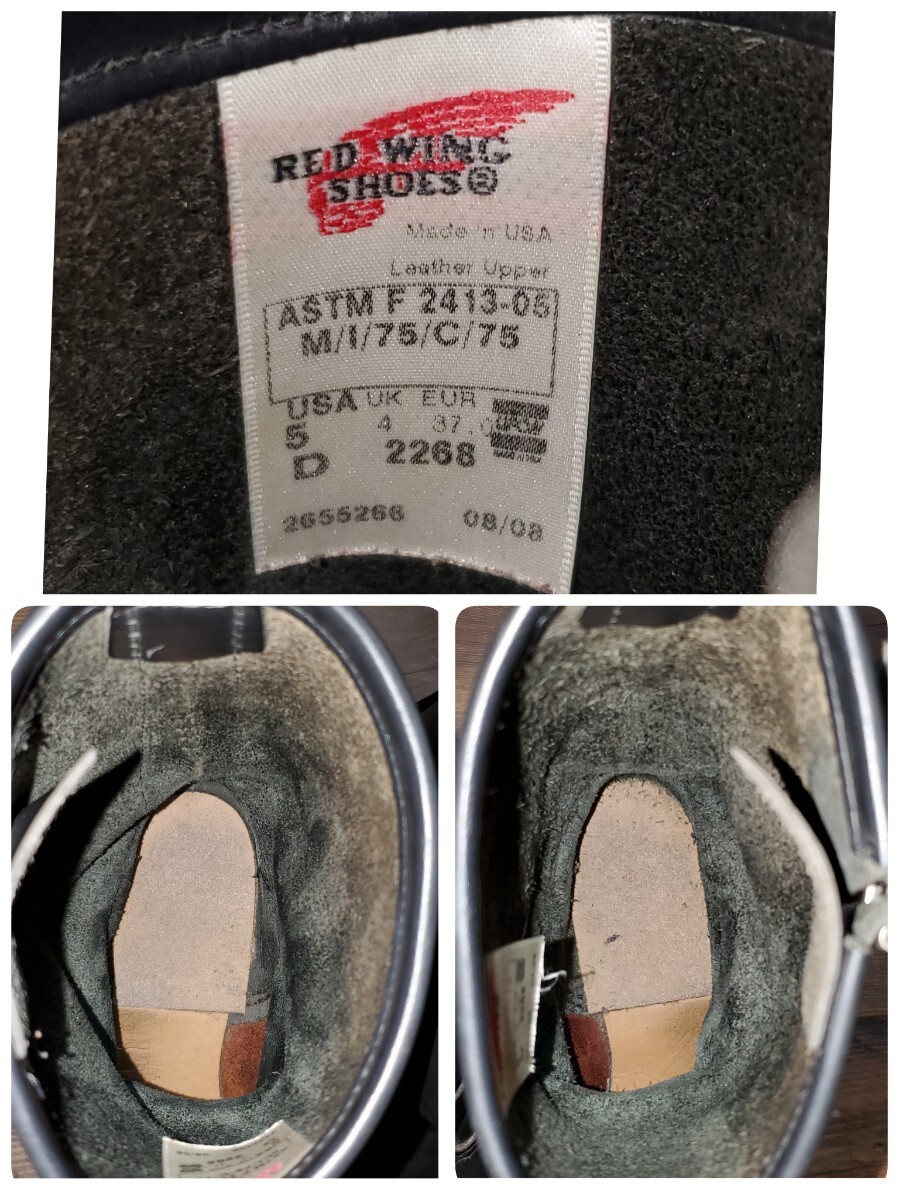 RED WING
SHOES®
Made in USA
Leather Upper
ASTM F 2413-05
M/I/75/C/75
USA UK EUR
5 4 37.
D 2268
2655266 08/08